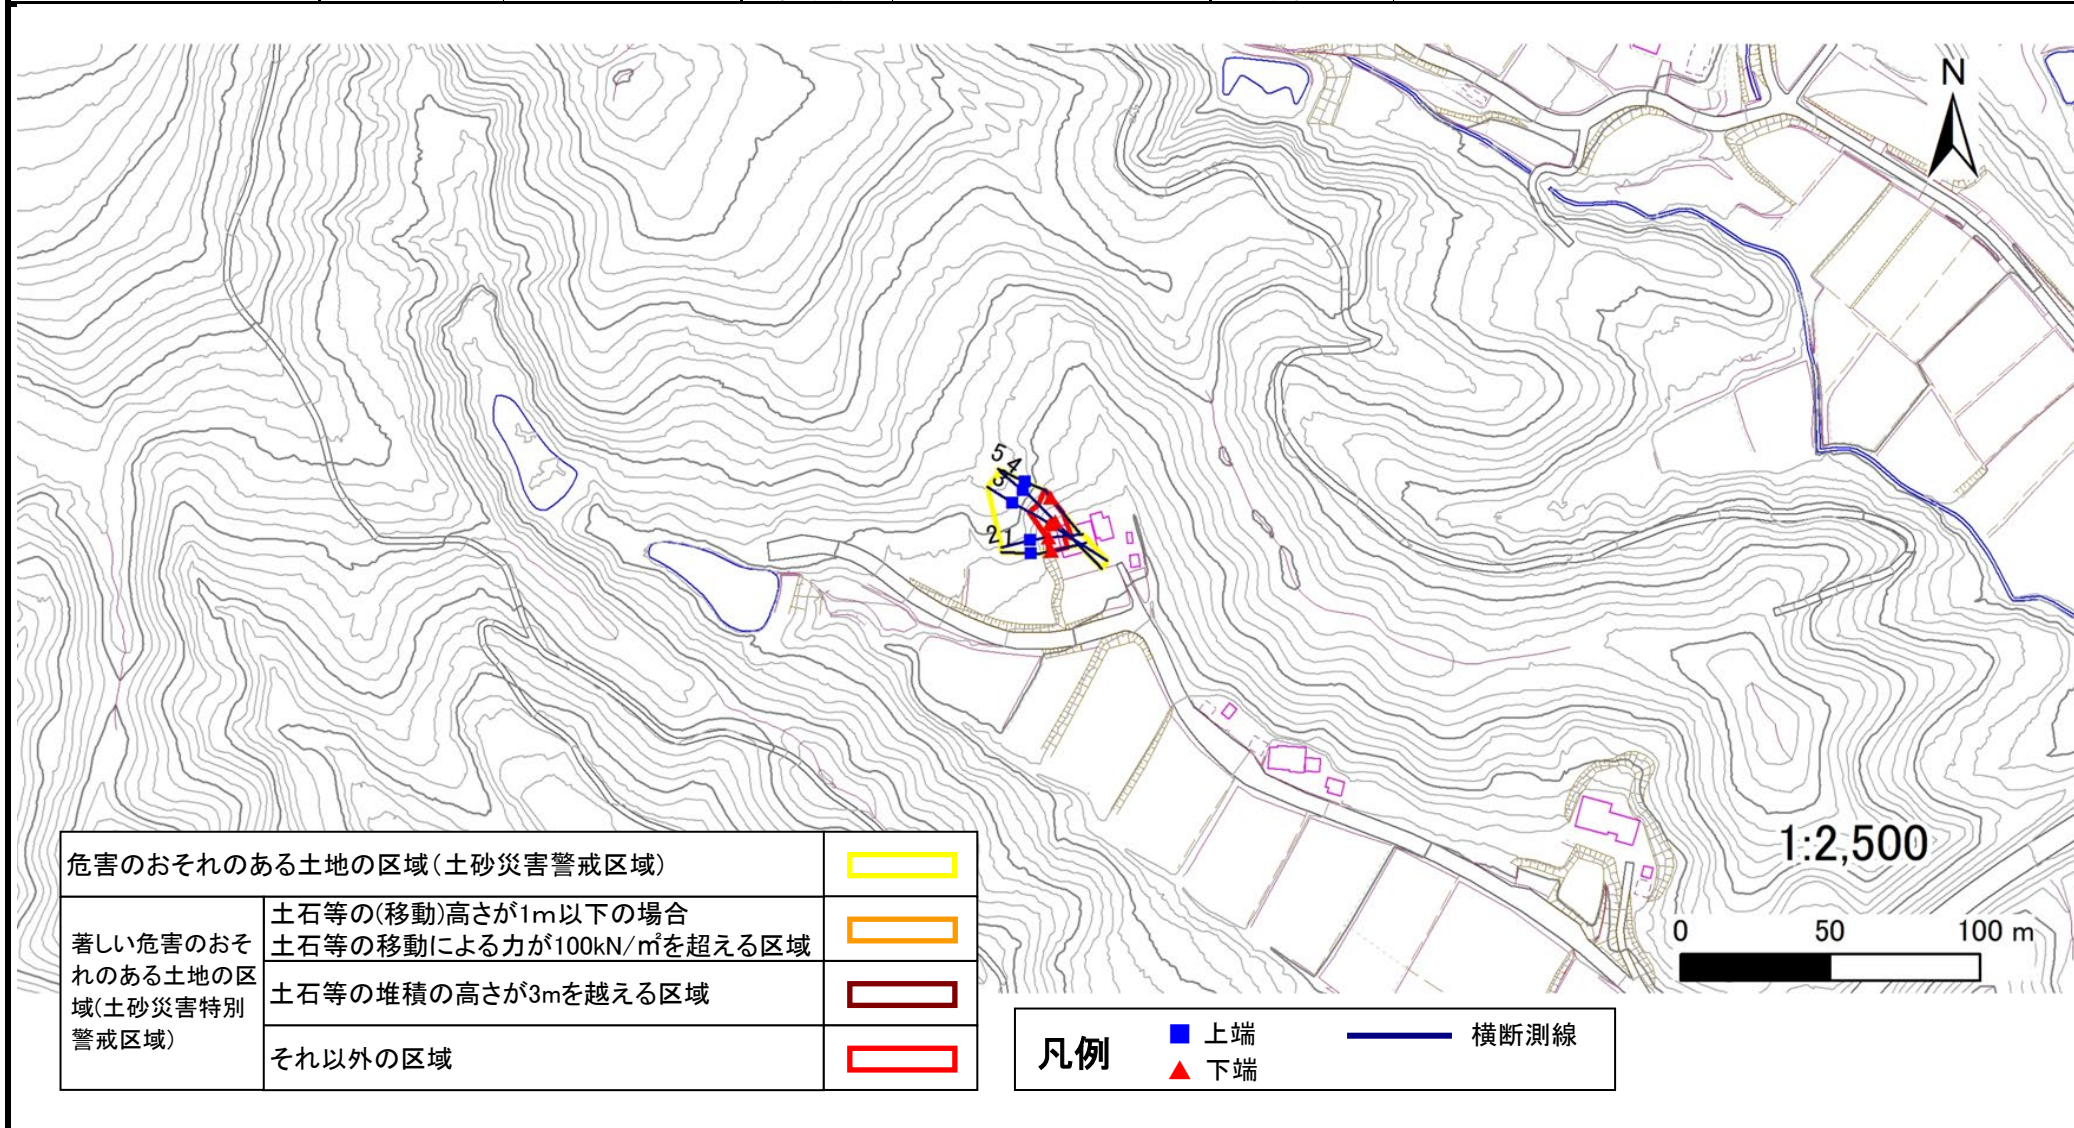 N
5 4
3
2 1
1:2,500
0 50 100 m
危害のおそれのある土地の区域(土砂災害警戒区域)
著しい危害のおそ
れのある土地の区
域(土砂災害特別
警戒区域)
土石等の(移動)高さが1m以下の場合
土石等の移動による力が100kN/㎡を超える区域
土石等の堆積の高さが3mを越える区域
それ以外の区域
凡例
上端
下端
横断測線